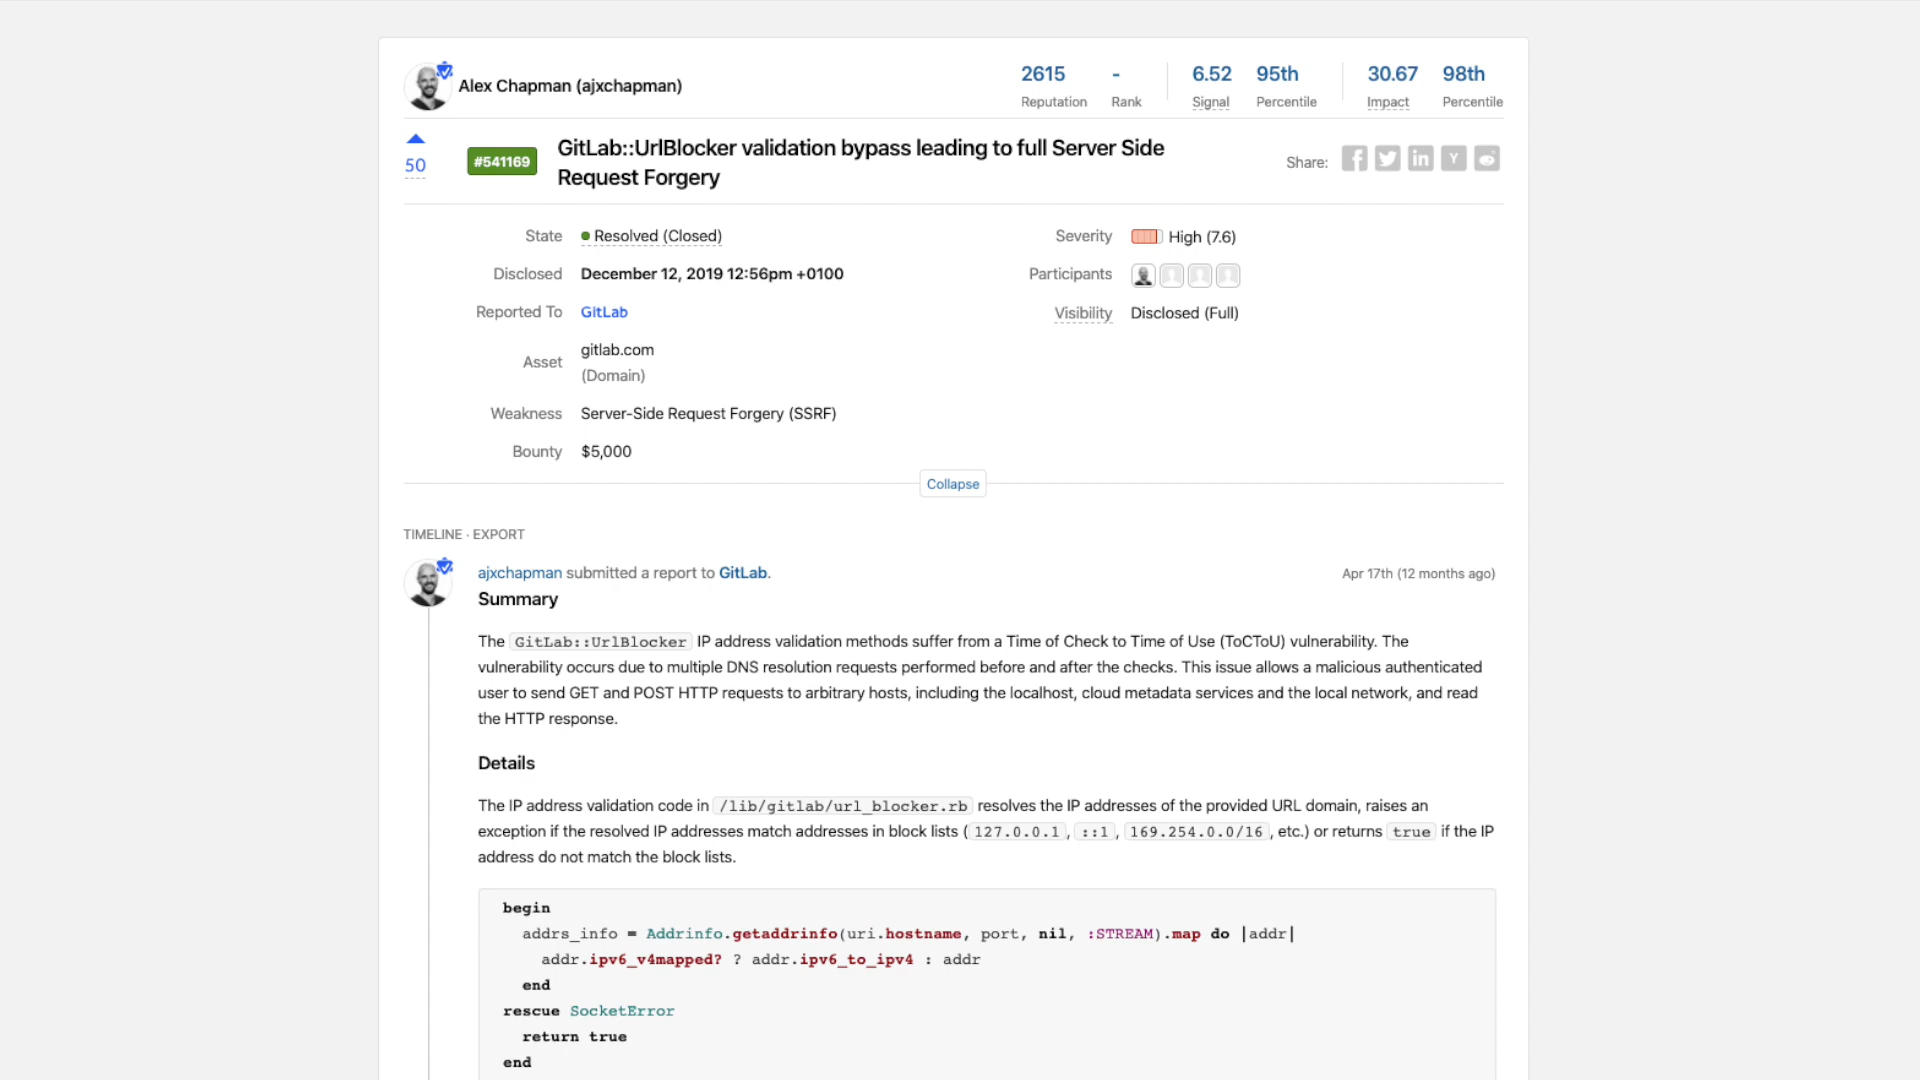 Alex Chapman (ajxchapman)
2615 - 6.52 95th 30.67 98th
Reputation Rank Signal Percentile Impact Percentile
50
#541169
GitLab::UrlBlocker validation bypass leading to full Server Side
Request Forgery
Share:
State Resolved (Closed)
Severity High (7.6)
Disclosed December 12, 2019 12:56pm +0100
Participants
Reported To GitLab
Visibility Disclosed (Full)
Asset gitlab.com
(Domain)
Weakness Server-Side Request Forgery (SSRF)
Bounty $5,000
Collapse
TIMELINE · EXPORT
ajxchapman submitted a report to GitLab. Apr 17th (12 months ago)
Summary
The GitLab::UrlBlocker IP address validation methods suffer from a Time of Check to Time of Use (ToCToU) vulnerability. The
vulnerability occurs due to multiple DNS resolution requests performed before and after the checks. This issue allows a malicious authenticated
user to send GET and POST HTTP requests to arbitrary hosts, including the localhost, cloud metadata services and the local network, and read
the HTTP response.
Details
The IP address validation code in /lib/gitlab/url_blocker.rb resolves the IP addresses of the provided URL domain, raises an
exception if the resolved IP addresses match addresses in block lists ( 127.0.0.1 , ::1 , 169.254.0.0/16 , etc.) or returns true if the IP
address do not match the block lists.
begin
addrs_info = Addrinfo.getaddrinfo(uri.hostname, port, nil, :STREAM).map do |addr|
addr.ipv6_v4mapped? ? addr.ipv6_to_ipv4 : addr
end
rescue SocketError
return true
end